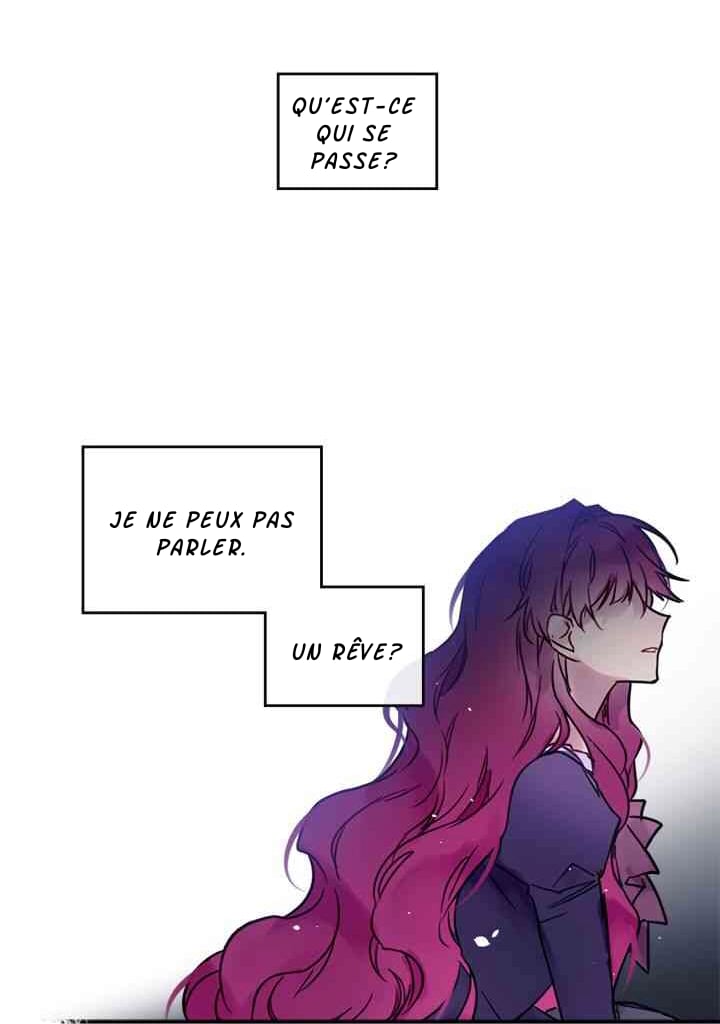 QU'EST-CE
QUI SE
PASSE?
JE NE PEUX PAS
PARLER.
UN RÊVE?